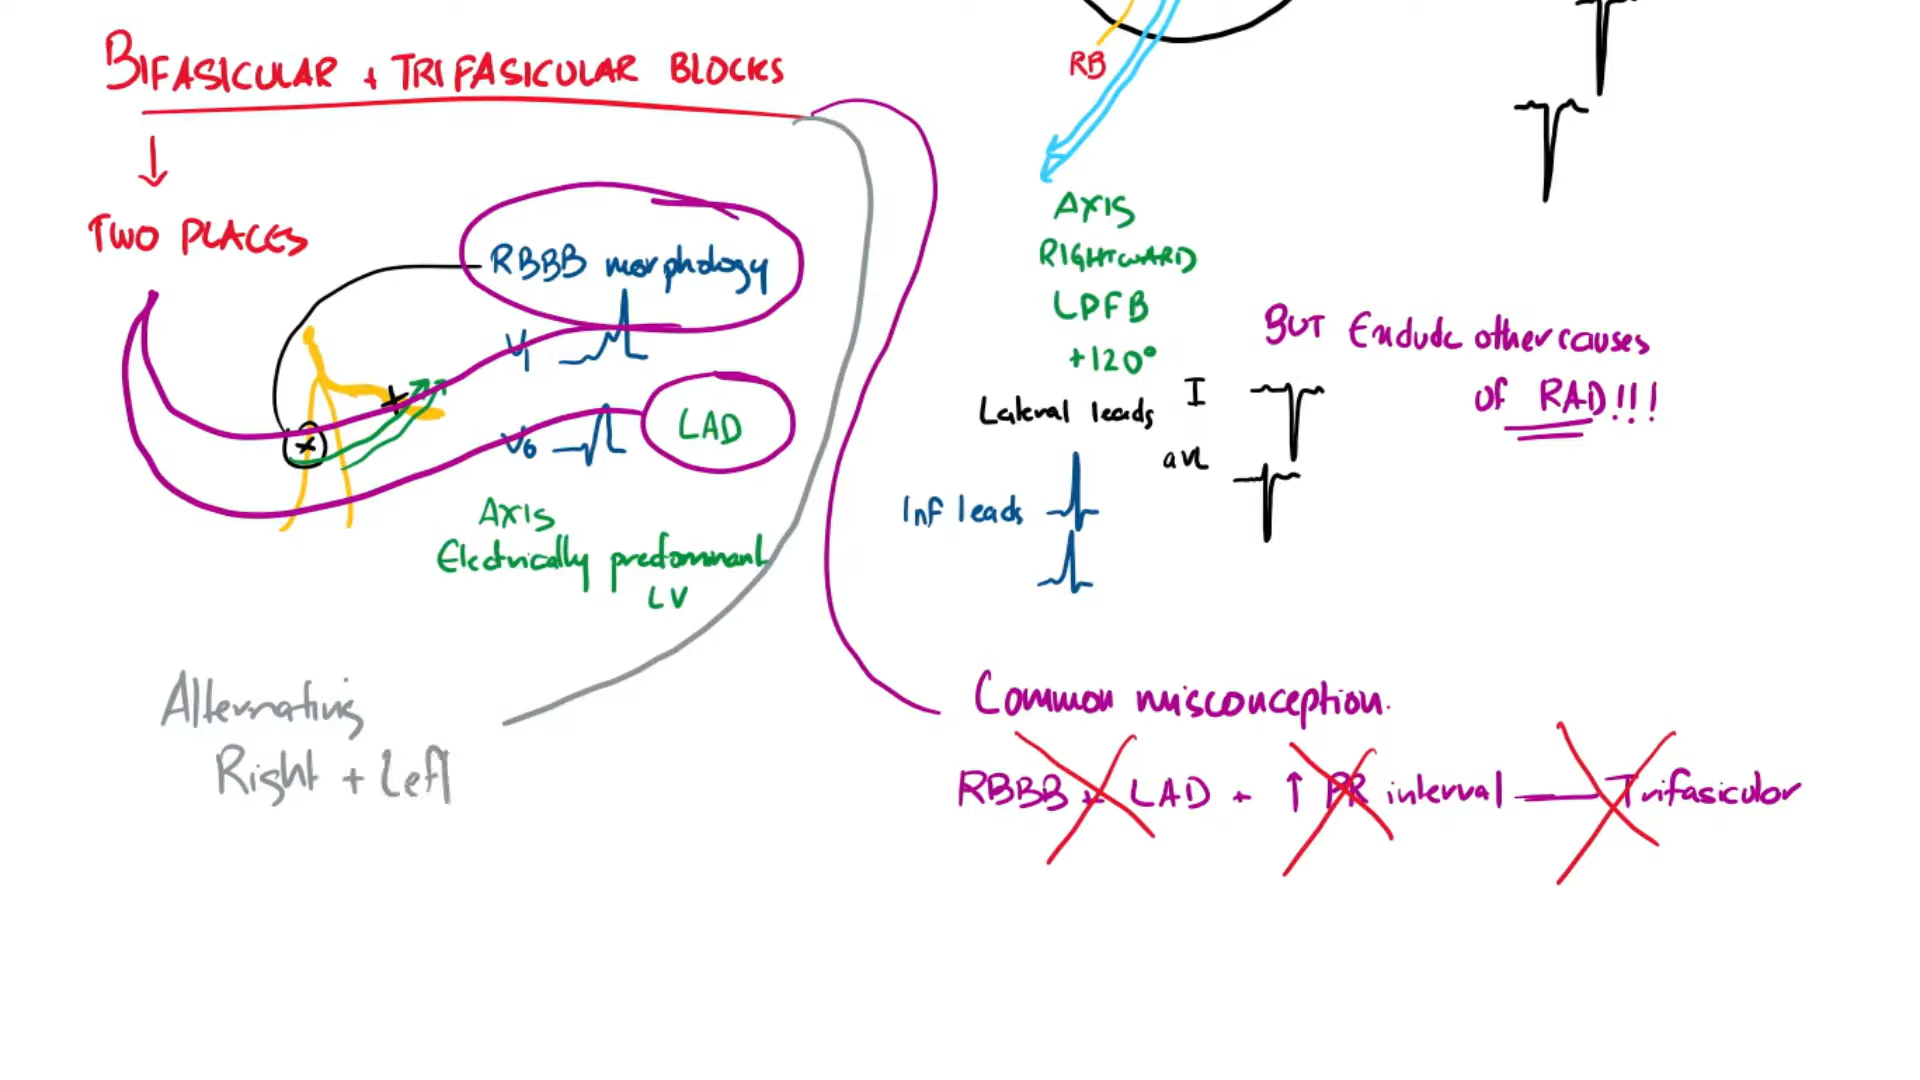 BIFASICULAR + TRIFASICULAR BLOCKS
TWO PLACES
RBBB morphology
V1
V6
LAD
AXIS
Electrically predominant
LV
Alternating
Right + Left
RB
AXIS
RIGHTWARD
LPFB
+120°
Lateral leads
I
avL
Inf leads
BUT Exclude other causes
of RAD!!!
Common misconception.
RBBB + LAD + ↑ PR interval — Trifasicular